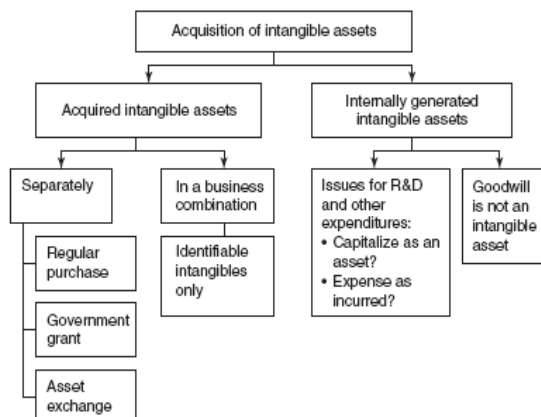 Acquisition of intangible assets
Acquired intangible assets
Internally generated
intangible assets
Separately
In a business
combination
Issues for R&D
and other
expenditures:
• Capitalize as an
asset?
• Expense as
incurred?
Goodwill
is not an
intangible
asset
Regular
purchase
Identifiable
intangibles
only
Government
grant
Asset
exchange